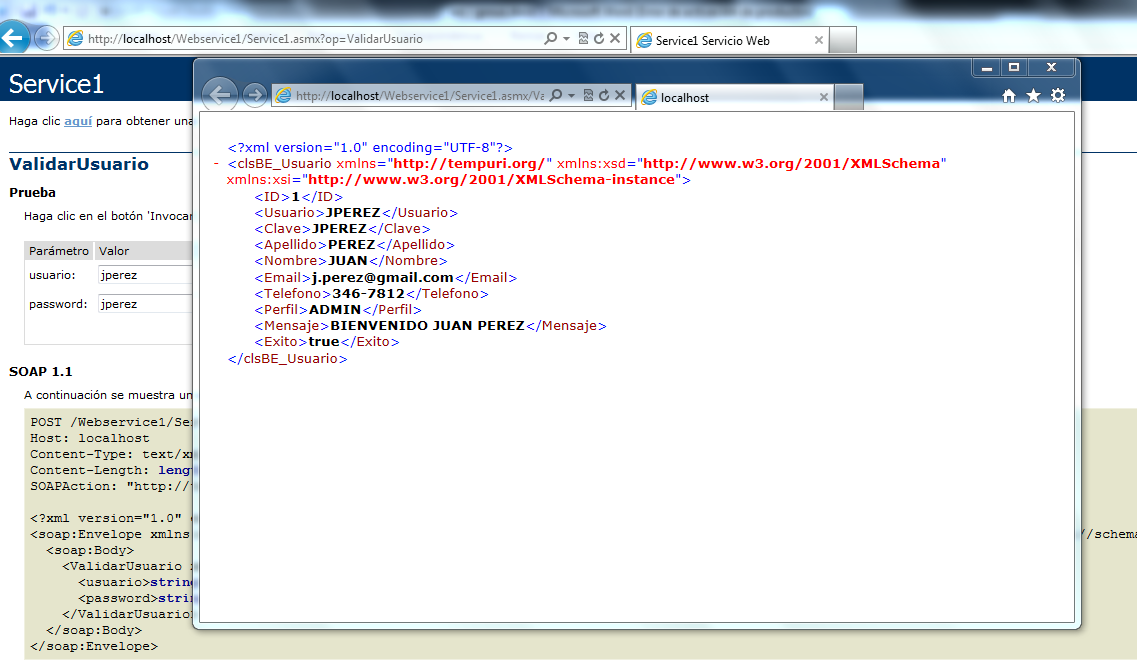 http://localhost/Webservice1/Service1.asmx?op=ValidarUsuario
Service1 Servicio Web
Service1
Haga clic aquí para obtener una
ValidarUsuario
Prueba
Haga clic en el botón 'Invocar
Parámetro Valor
usuario: jperez
password: jperez
SOAP 1.1
A continuación se muestra un
POST /Webservice1/Ser
Host: localhost
Content-Type: text/xm
Content-Length: lengt
SOAPAction: "http://t
<?xml version="1.0" e
<soap:Envelope xmlns //schema
<soap:Body>
<ValidarUsuario x
<usuario>string
<password>stri
</ValidarUsuario
</soap:Body>
</soap:Envelope>
http://localhost/Webservice1/Service1.asmx/Va
localhost
<?xml version="1.0" encoding="UTF-8"?>
- <clsBE_Usuario xmlns="http://tempuri.org/" xmlns:xsd="http://www.w3.org/2001/XMLSchema"
xmlns:xsi="http://www.w3.org/2001/XMLSchema-instance">
<ID>1</ID>
<Usuario>JPEREZ</Usuario>
<Clave>JPEREZ</Clave>
<Apellido>PEREZ</Apellido>
<Nombre>JUAN</Nombre>
<Email>j.perez@gmail.com</Email>
<Telefono>346-7812</Telefono>
<Perfil>ADMIN</Perfil>
<Mensaje>BIENVENIDO JUAN PEREZ</Mensaje>
<Exito>true</Exito>
</clsBE_Usuario>